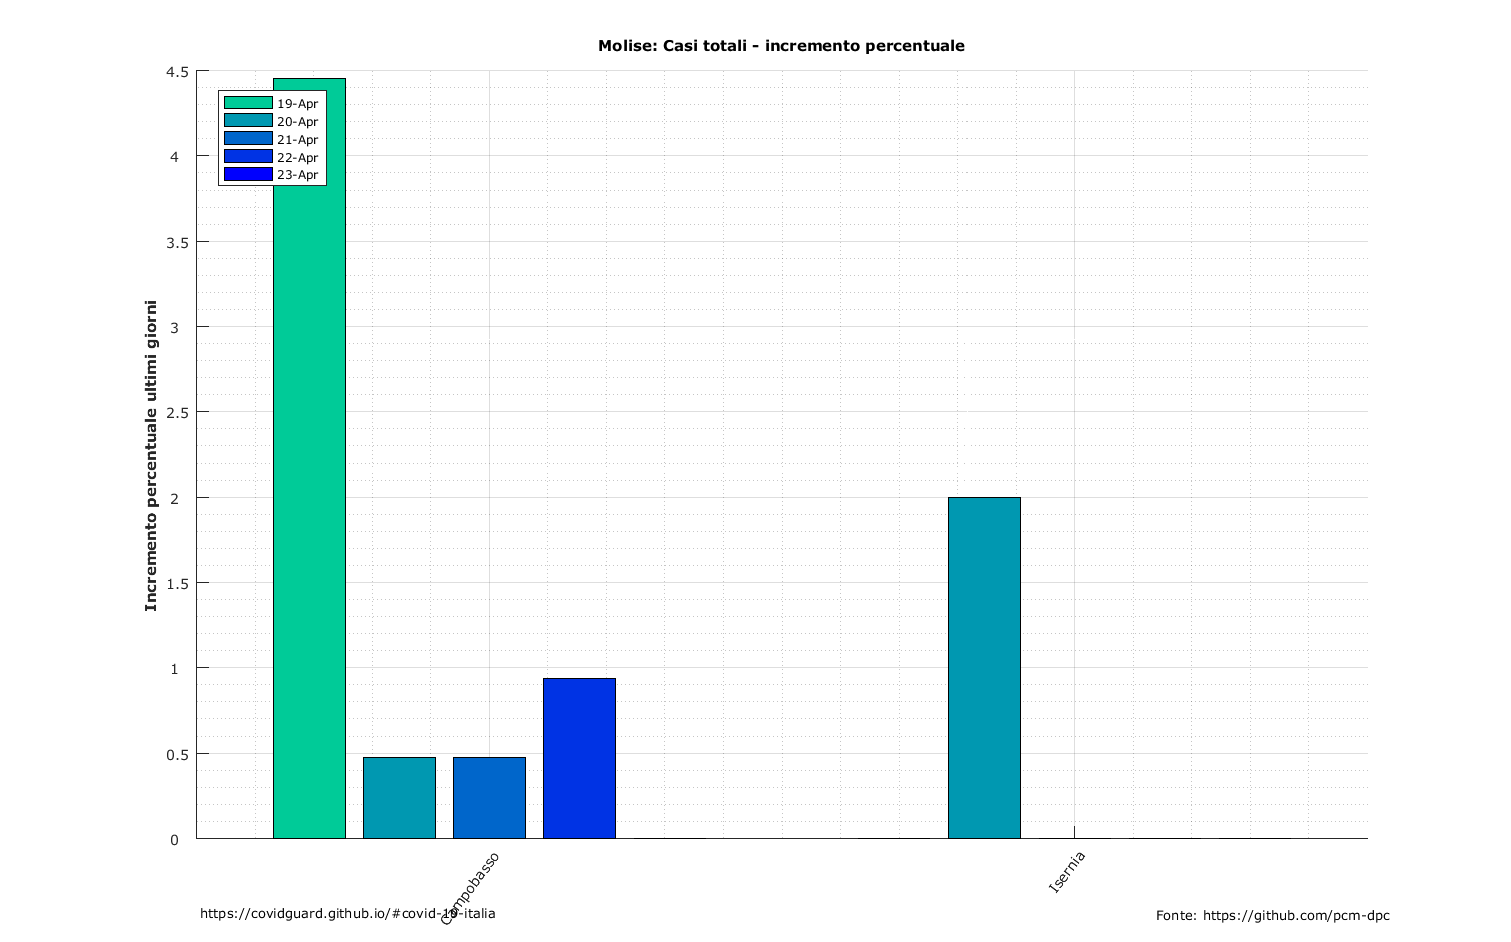 Molise: Casi totali - incremento percentuale
4.5
4
3.5
3
2.5
2
1.5
1
0.5
0
Incremento percentuale ultimi giorni
19-Apr
20-Apr
21-Apr
22-Apr
23-Apr
Campobasso
Isernia
https://covidguard.github.io/#covid-19-italia
Fonte: https://github.com/pcm-dpc